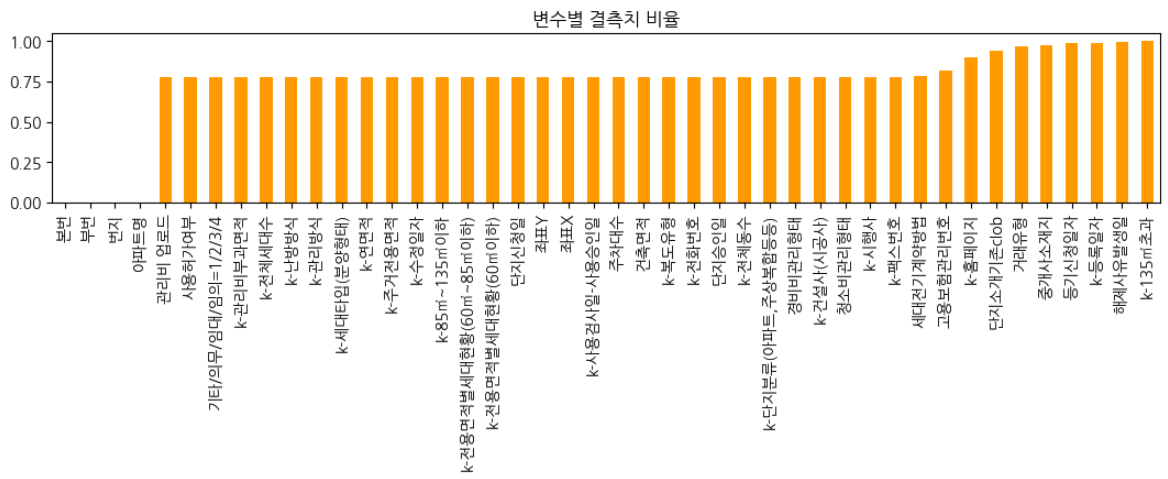 변수별 결측치 비율
1.00
0.75
0.50
0.25
0.00
본번
부번
번지
아파트명
관리비 업로드
사용허가여부
기타/의무/임대/임의=1/2/3/4
k-관리비부과면적
k-전체세대수
k-난방방식
k-관리방식
k-세대타입(분양형태)
k-연면적
k-주거전용면적
k-수정일자
k-85㎡~135㎡이하
k-전용면적별세대현황(60㎡~85㎡이하)
k-전용면적별세대현황(60㎡이하)
단지신청일
좌표Y
좌표X
k-사용검사일-사용승인일
주차대수
건축면적
k-복도유형
k-전화번호
단지승인일
k-전체동수
k-단지분류(아파트,주상복합등등)
경비비관리형태
k-건설사(시공사)
청소비관리형태
k-시행사
k-팩스번호
세대전기계약방법
고용보험관리번호
k-홈페이지
단지소개기존clob
거래유형
중개사소재지
등기신청일자
k-등록일자
해제사유발생일
k-135㎡초과